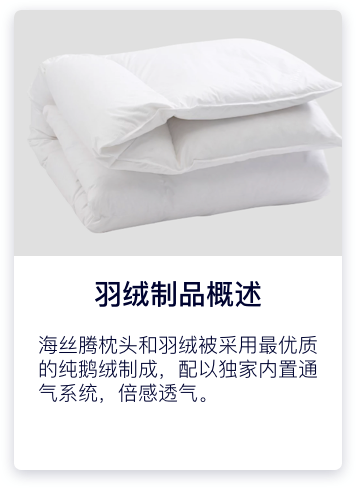 羽绒制品概述
海丝腾枕头和羽绒被采用最优质
的纯鹅绒制成，配以独家内置通
气系统，倍感透气。